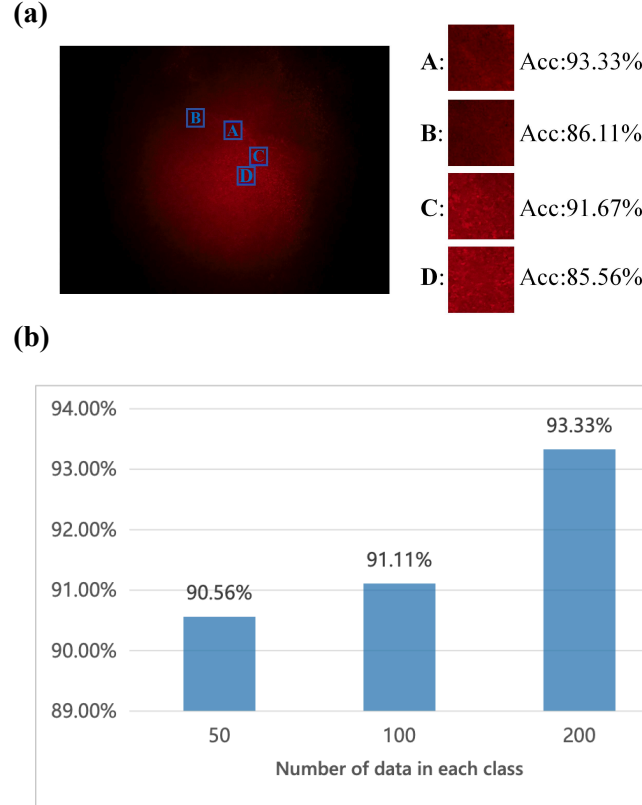 (a)
B
A
C
D
A: Acc:93.33%
B: Acc:86.11%
C: Acc:91.67%
D: Acc:85.56%
(b)
94.00%
93.33%
93.00%
92.00%
91.11%
91.00%
90.56%
90.00%
89.00%
50 100 200
Number of data in each class